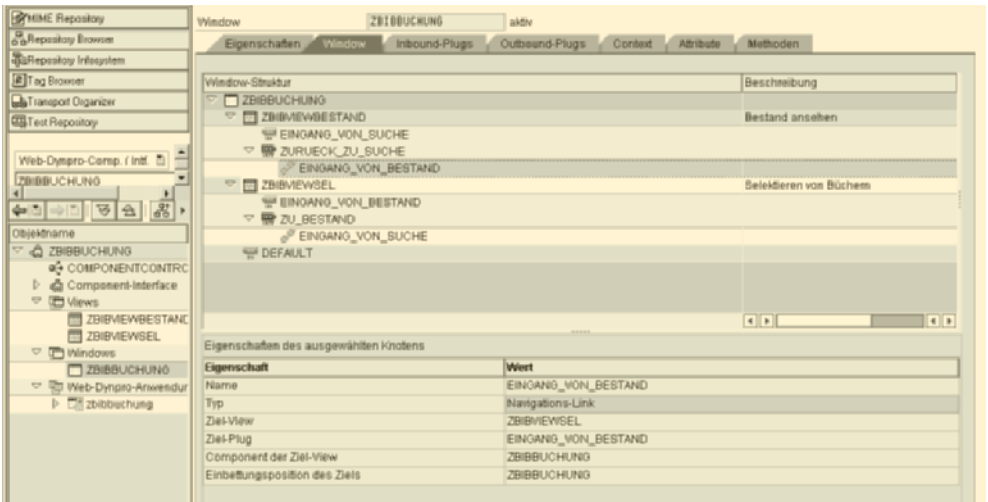 MIME Repository
Repository Browser
Repository Infosystem
Tag Browser
Transport Organizer
Test Repository
Web-Dynpro-Comp. / Intf.
ZBIBBUCHUNG
Objektname
ZBIBBUCHUNG
COMPONENTCONTRC
Component-Interface
Views
ZBIBVIEWBESTAND
ZBIBVIEWSEL
Windows
ZBIBBUCHUNG
Web-Dynpro-Anwendur
zbibbuchung
Window ZBIBBUCHUNG aktiv
Eigenschaften Window Inbound-Plugs Outbound-Plugs Context Attribute Methoden
Window-Struktur Beschreibung
ZBIBBUCHUNG
ZBIBVIEWBESTAND Bestand ansehen
EINGANG_VON_SUCHE
ZURUECK_ZU_SUCHE
EINGANG_VON_BESTAND
ZBIBVIEWSEL Selektieren von Büchern
EINGANG_VON_BESTAND
ZU_BESTAND
EINGANG_VON_SUCHE
DEFAULT
Eigenschaften des ausgewählten Knotens
Eigenschaft Wert
Name EINGANG_VON_BESTAND
Typ Navigations-Link
Ziel-View ZBIBVIEWSEL
Ziel-Plug EINGANG_VON_BESTAND
Component der Ziel-View ZBIBBUCHUNG
Einbettungsposition des Ziels ZBIBBUCHUNG